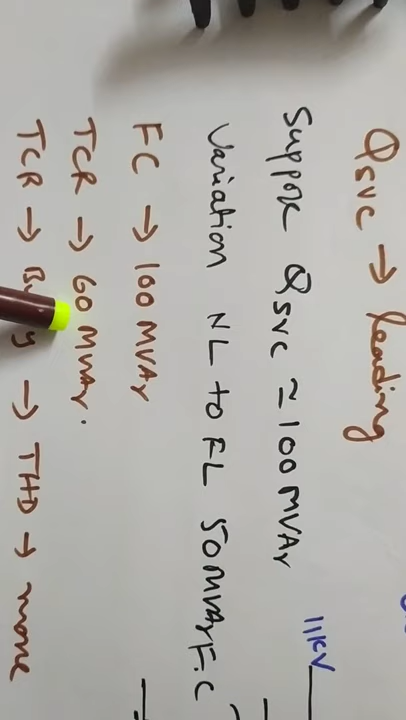 Qsvc → leading
Suppose Qsvc ≈ 100 MVAr
Variation NL to FL 50MVAr
FC → 100 MVAr
TCR → 60 MVAr.
TCR → → THD → more
11KV
F.C